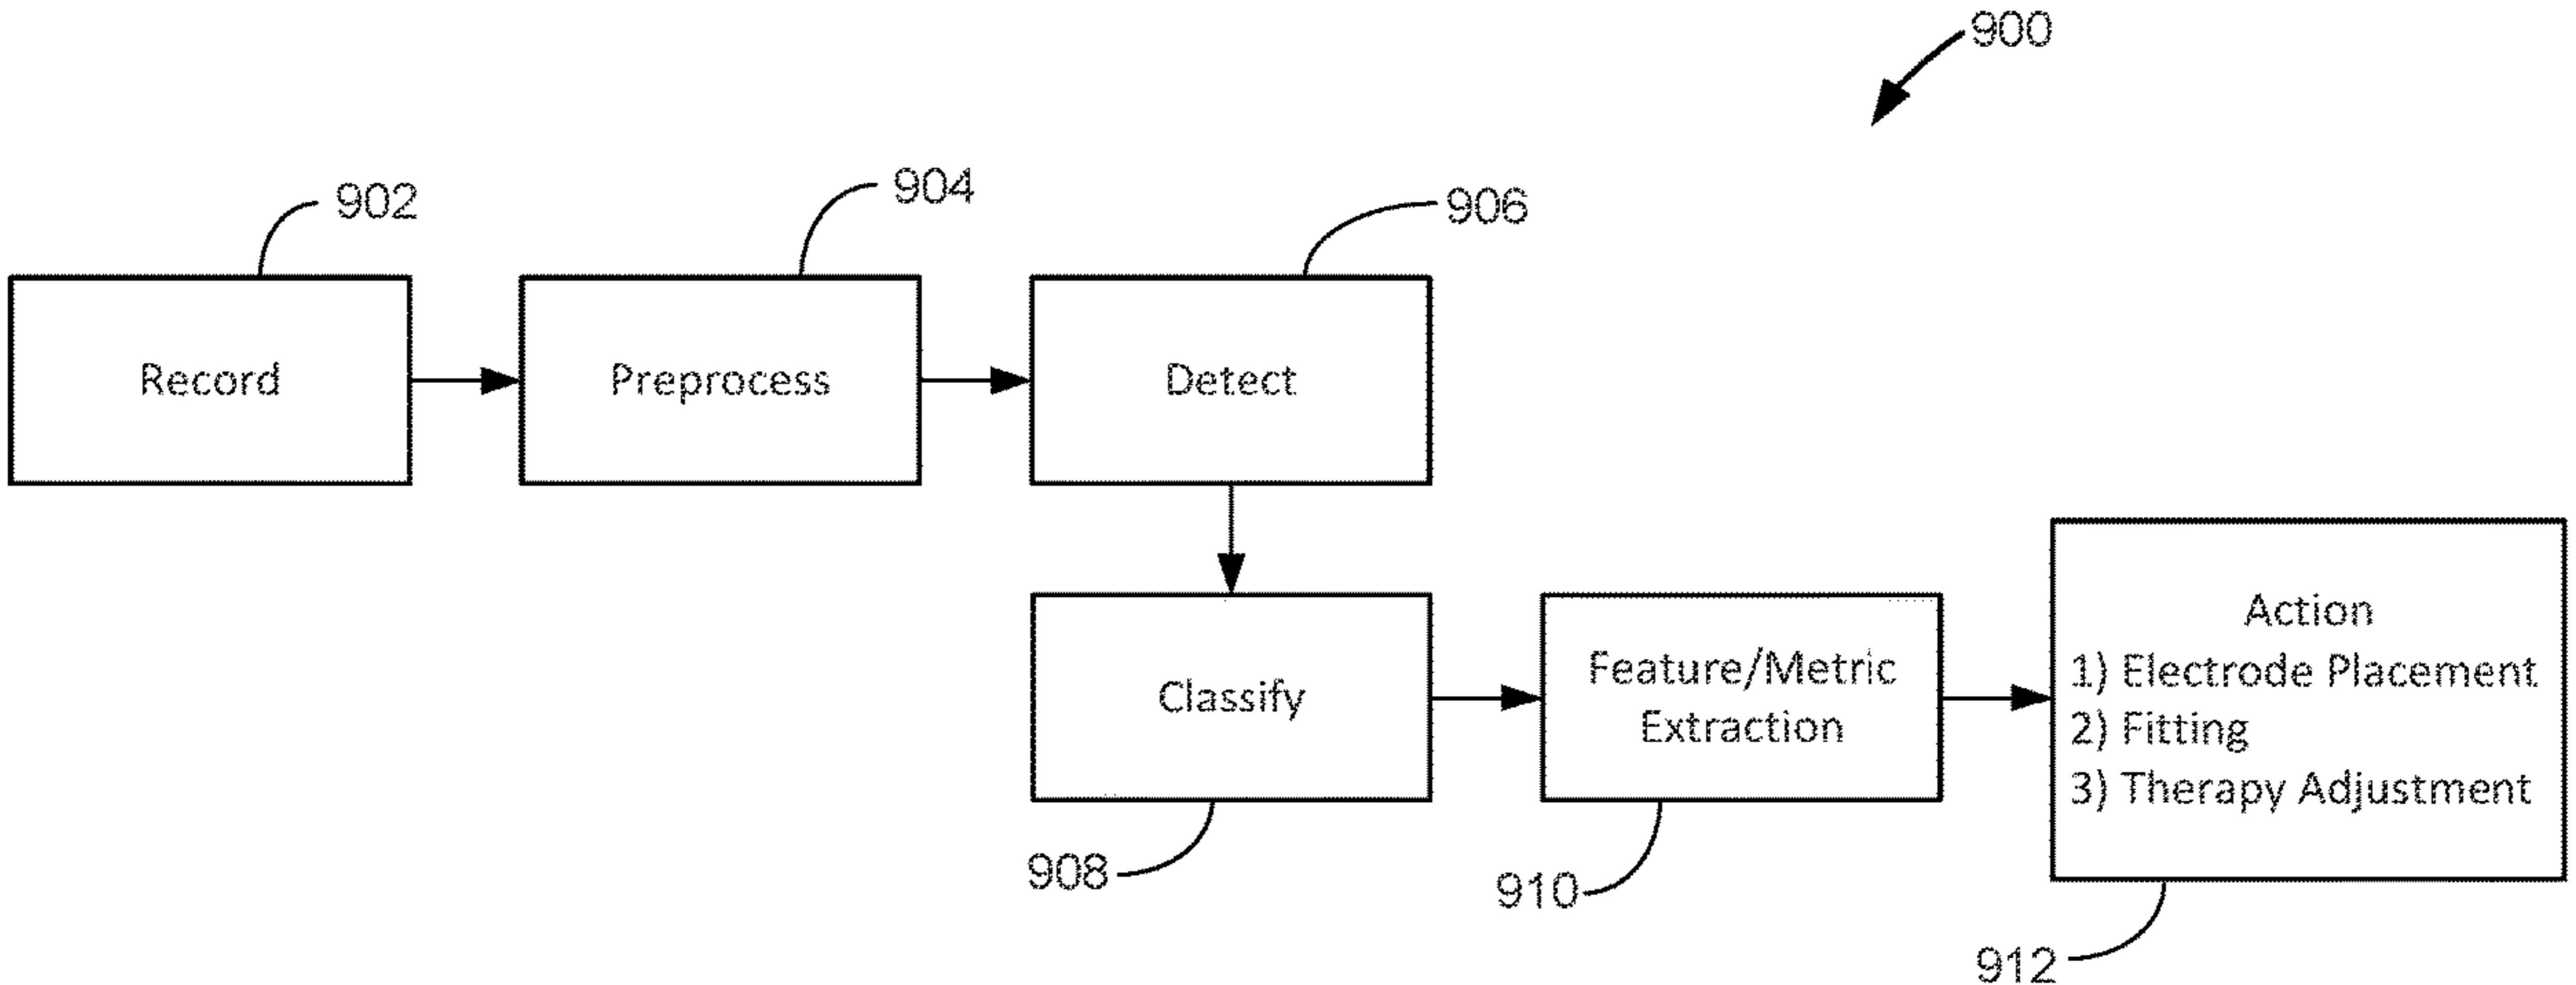 900
902
904
906
Record
Preprocess
Detect
Classify
Feature/Metric
Extraction
Action
1) Electrode Placement
2) Fitting
3) Therapy Adjustment
908
910
912